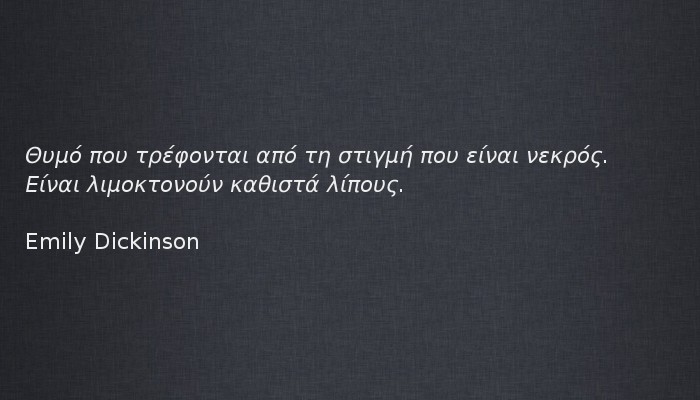 Θυμό που τρέφονται από τη στιγμή που είναι νεκρός.
Είναι λιμοκτονούν καθιστά λίπους.
Emily Dickinson